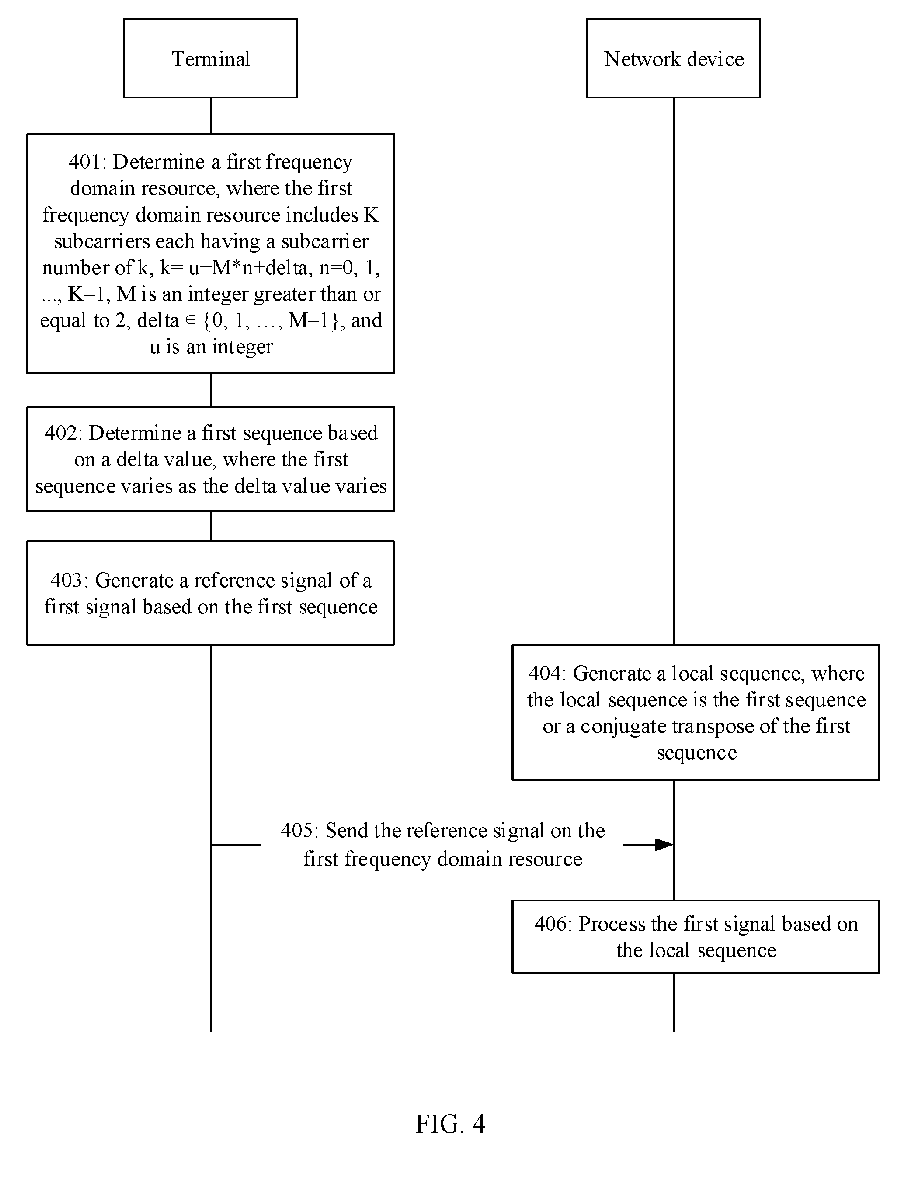 Terminal
Network device
401: Determine a first frequency
domain resource, where the first
frequency domain resource includes K
subcarriers each having a subcarrier
number of k, k= u−M*n+delta, n=0, 1,
..., K−1, M is an integer greater than or
equal to 2, delta ∈ {0, 1, …, M−1}, and
u is an integer
402: Determine a first sequence based
on a delta value, where the first
sequence varies as the delta value varies
403: Generate a reference signal of a
first signal based on the first sequence
404: Generate a local sequence, where
the local sequence is the first sequence
or a conjugate transpose of the first
sequence
405: Send the reference signal on the
first frequency domain resource
406: Process the first signal based on
the local sequence
FIG. 4